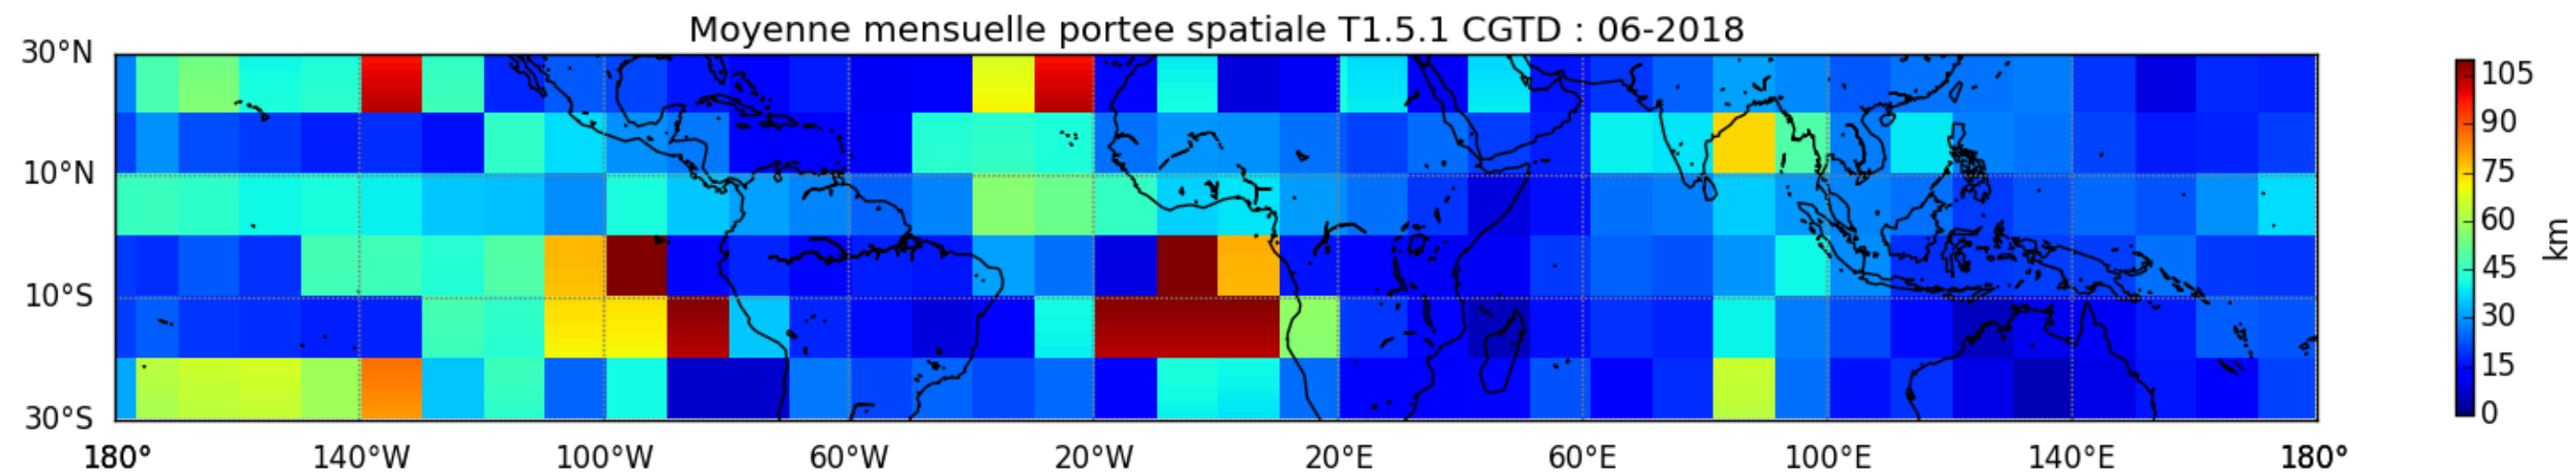 Moyenne mensuelle portee spatiale T1.5.1 CGTD : 06-2018
30°N
10°N
10°S
30°S
180° 140°W 100°W 60°W 20°W 20°E 60°E 100°E 140°E 180°
105
90
75
60
45
30
15
0
km